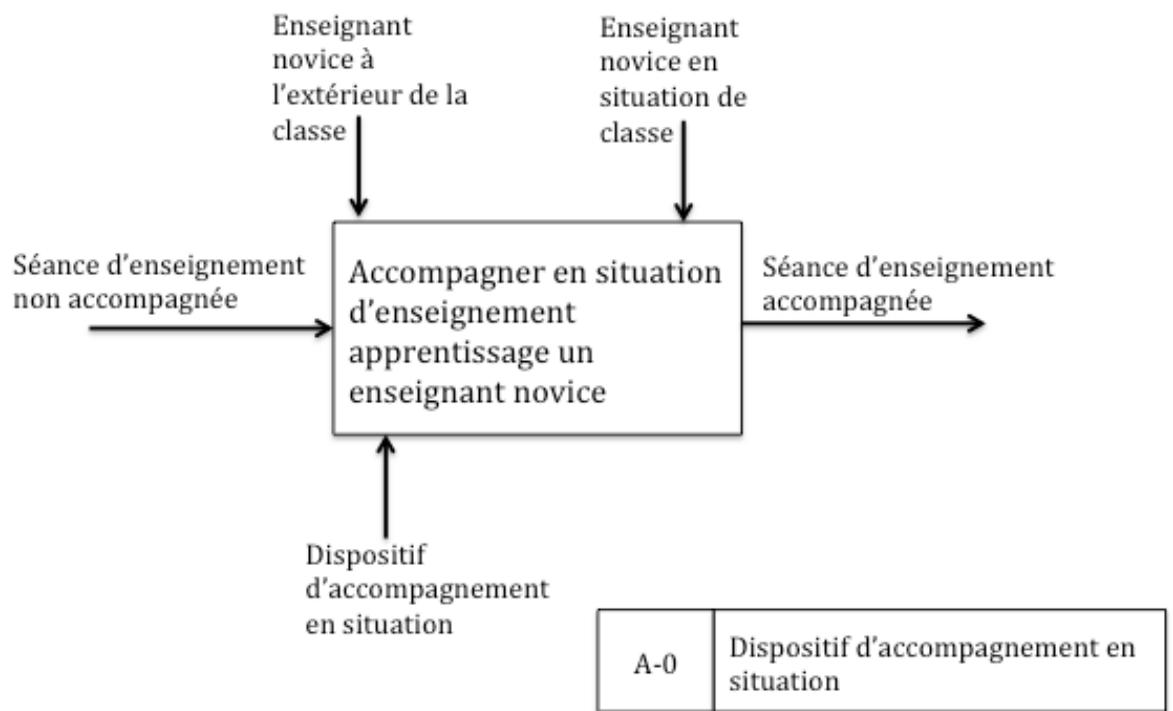 Enseignant
novice à
l'extérieur de la
classe
Enseignant
novice en
situation de
classe
Séance d'enseignement
non accompagnée
Accompagner en situation
d'enseignement
apprentissage un
enseignant novice
Séance d'enseignement
accompagnée
Dispositif
d'accompagnement
en situation
A-0
Dispositif d'accompagnement en
situation